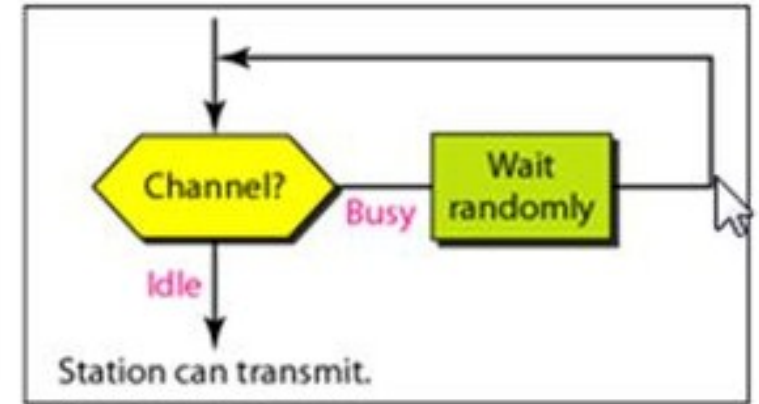 Channel?
Wait
randomly
Busy
Idle
Station can transmit.